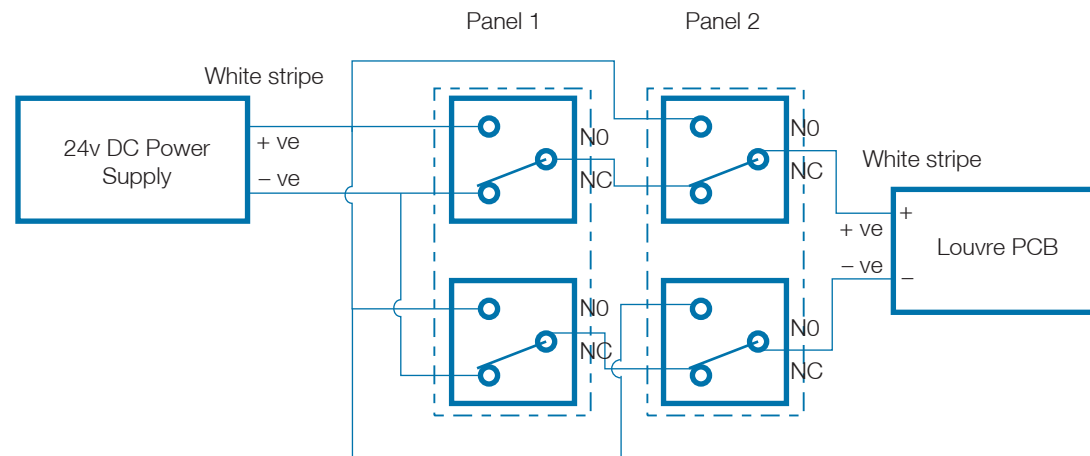 Panel 1
Panel 2
White stripe
24v DC Power
Supply
+ ve
− ve
N0
NC
N0
NC
White stripe
+
+ ve
− ve
−
Louvre PCB
N0
NC
N0
NC